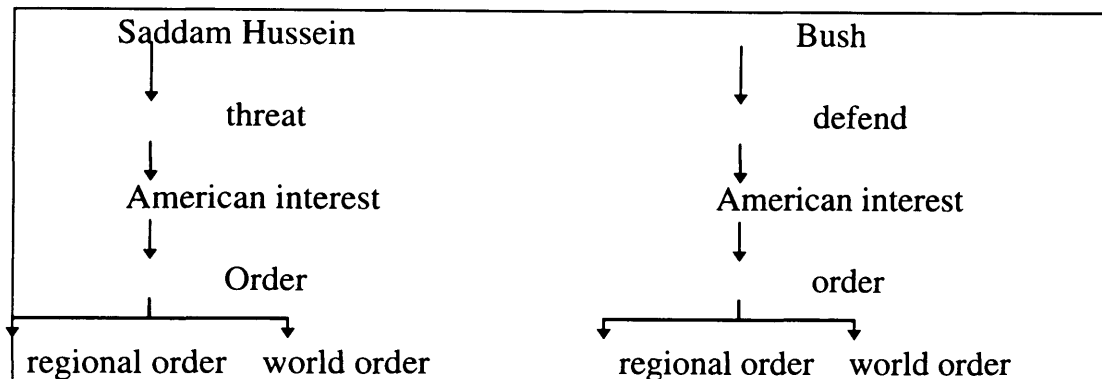 Saddam Hussein Bush
threat defend
American interest American interest
Order order
regional order world order regional order world order